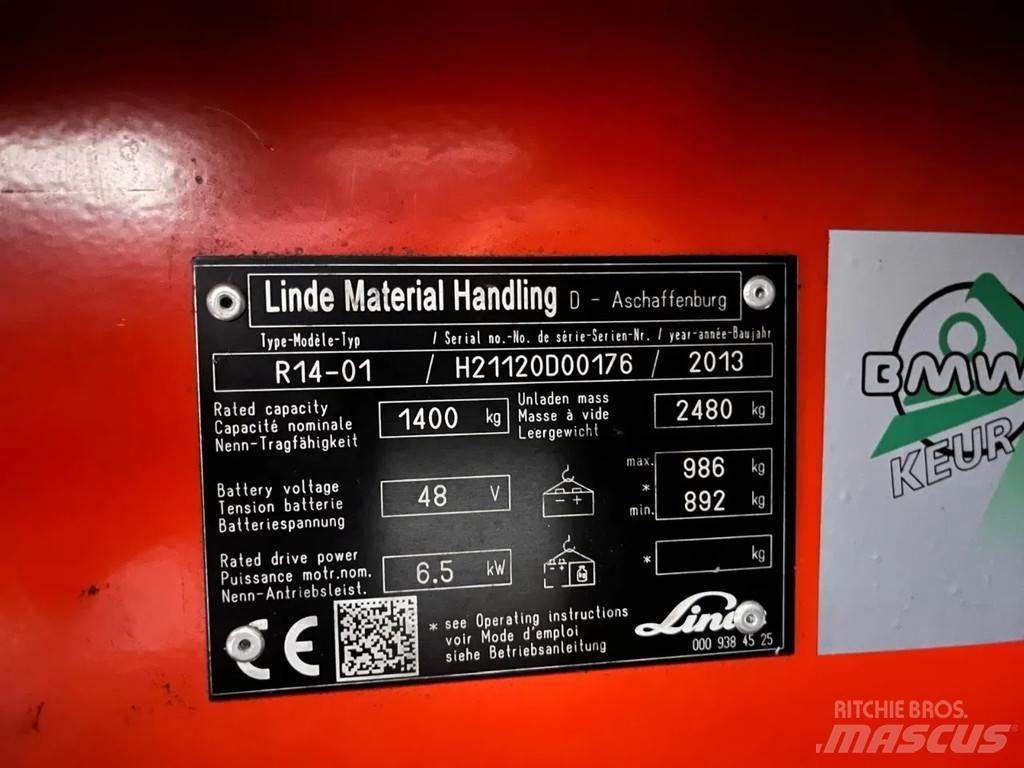 Linde Material Handling D - Aschaffenburg
Type-Modèle-Typ / Serial no.-No. de série-Serien-Nr. / year-année-Baujahr
R14-01 / H21120D00176 / 2013
Rated capacity
Capacité nominale
Nenn-Tragfähigkeit
1400 kg
Unladen mass
Masse à vide
Leergewicht
2480 kg
Battery voltage
Tension batterie
Batteriespannung
48 V
max. 986 kg
*
min. 892 kg
Rated drive power
Puissance motr.nom.
Nenn-Antriebsleist.
6.5 kW
* kg
CE
* see Operating instructions
voir Mode d'emploi
siehe Betriebsanleitung
Linde
000 938 45 25
BMW
KEUR
RITCHIE BROS.
MASCUS